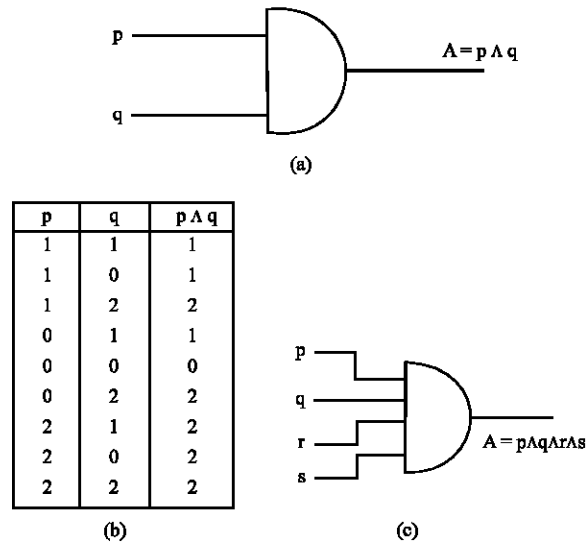 p
A = p Λ q
q
(a)
p q p Λ q
1 1 1
1 0 1
1 2 2
0 1 1
0 0 0
0 2 2
2 1 2
2 0 2
2 2 2
(b)
p
q
r
s
A = pΛqΛrΛs
(c)